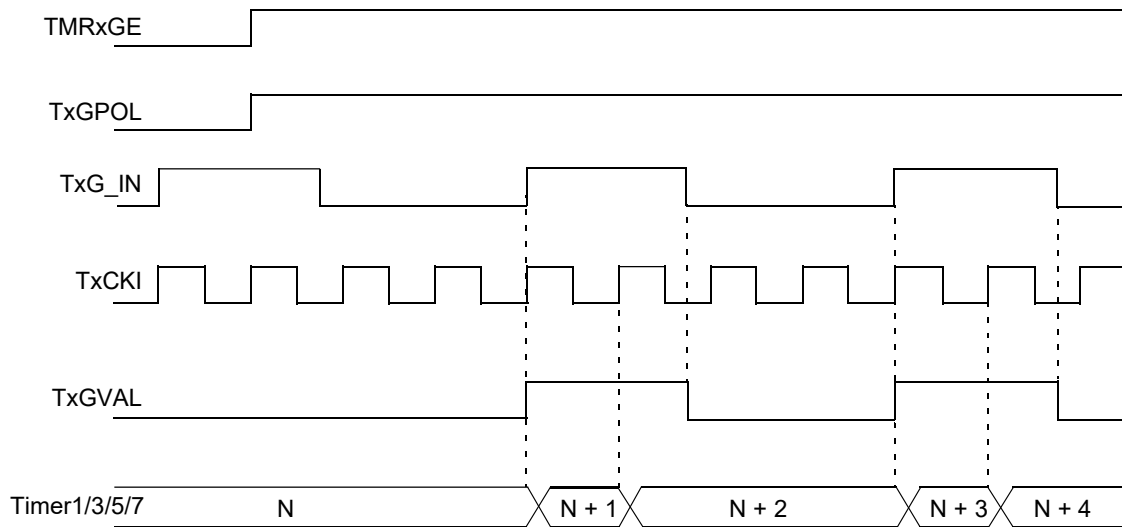 TMRxGE
TxGPOL
TxG_IN
TxCKI
TxGVAL
Timer1/3/5/7 N N + 1 N + 2 N + 3 N + 4